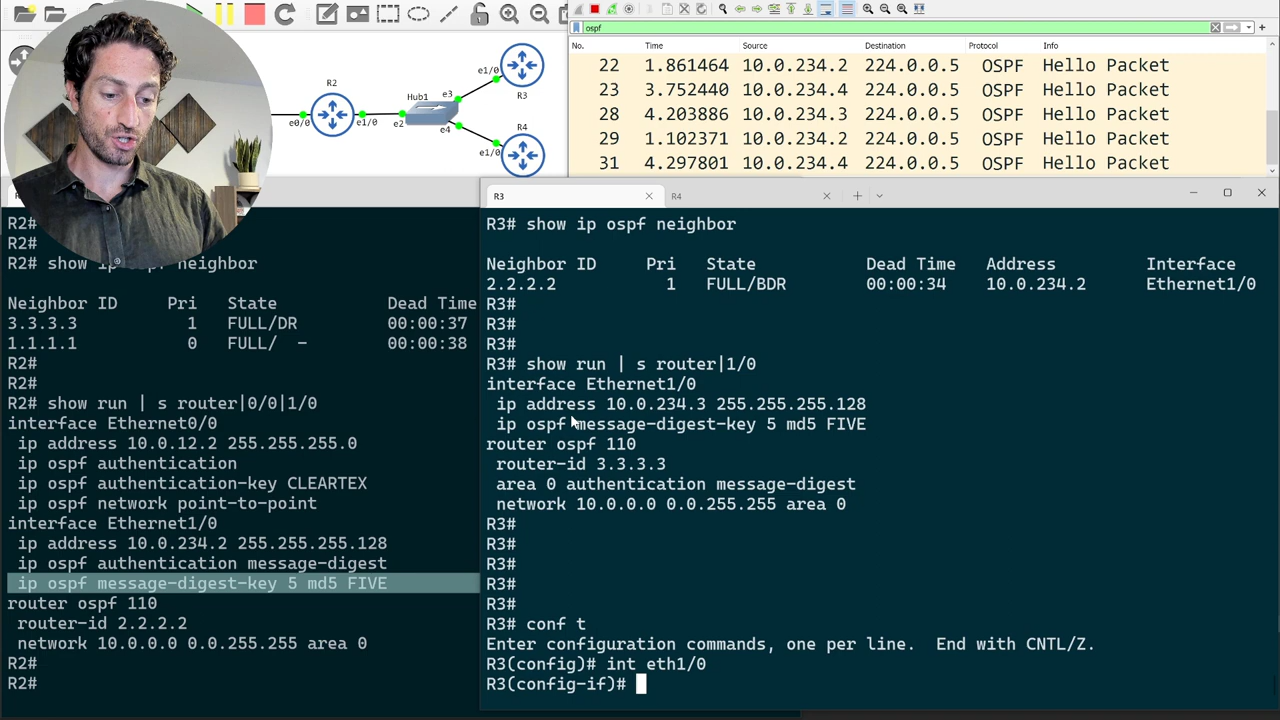 R2
e0/0
e1/0
Hub1
e2
e3
e4
e1/0
R3
R4
e1/0
ospf
No. Time Source Destination Protocol Info
22 1.861464 10.0.234.2 224.0.0.5 OSPF Hello Packet
23 3.752440 10.0.234.4 224.0.0.5 OSPF Hello Packet
28 4.203886 10.0.234.3 224.0.0.5 OSPF Hello Packet
29 1.102371 10.0.234.2 224.0.0.5 OSPF Hello Packet
31 4.297801 10.0.234.4 224.0.0.5 OSPF Hello Packet
R2#
R2#
R2# show ip ospf neighbor
Neighbor ID Pri State Dead Time
3.3.3.3 1 FULL/DR 00:00:37
1.1.1.1 0 FULL/ - 00:00:38
R2#
R2#
R2# show run | s router|0/0|1/0
interface Ethernet0/0
ip address 10.0.12.2 255.255.255.0
ip ospf authentication
ip ospf authentication-key CLEARTEX
ip ospf network point-to-point
interface Ethernet1/0
ip address 10.0.234.2 255.255.255.128
ip ospf authentication message-digest
ip ospf message-digest-key 5 md5 FIVE
router ospf 110
router-id 2.2.2.2
network 10.0.0.0 0.0.255.255 area 0
R2#
R2#
R3 R4
R3# show ip ospf neighbor
Neighbor ID Pri State Dead Time Address Interface
2.2.2.2 1 FULL/BDR 00:00:34 10.0.234.2 Ethernet1/0
R3#
R3#
R3#
R3# show run | s router|1/0
interface Ethernet1/0
ip address 10.0.234.3 255.255.255.128
ip ospf message-digest-key 5 md5 FIVE
router ospf 110
router-id 3.3.3.3
area 0 authentication message-digest
network 10.0.0.0 0.0.255.255 area 0
R3#
R3#
R3#
R3#
R3#
R3# conf t
Enter configuration commands, one per line. End with CNTL/Z.
R3(config)# int eth1/0
R3(config-if)#